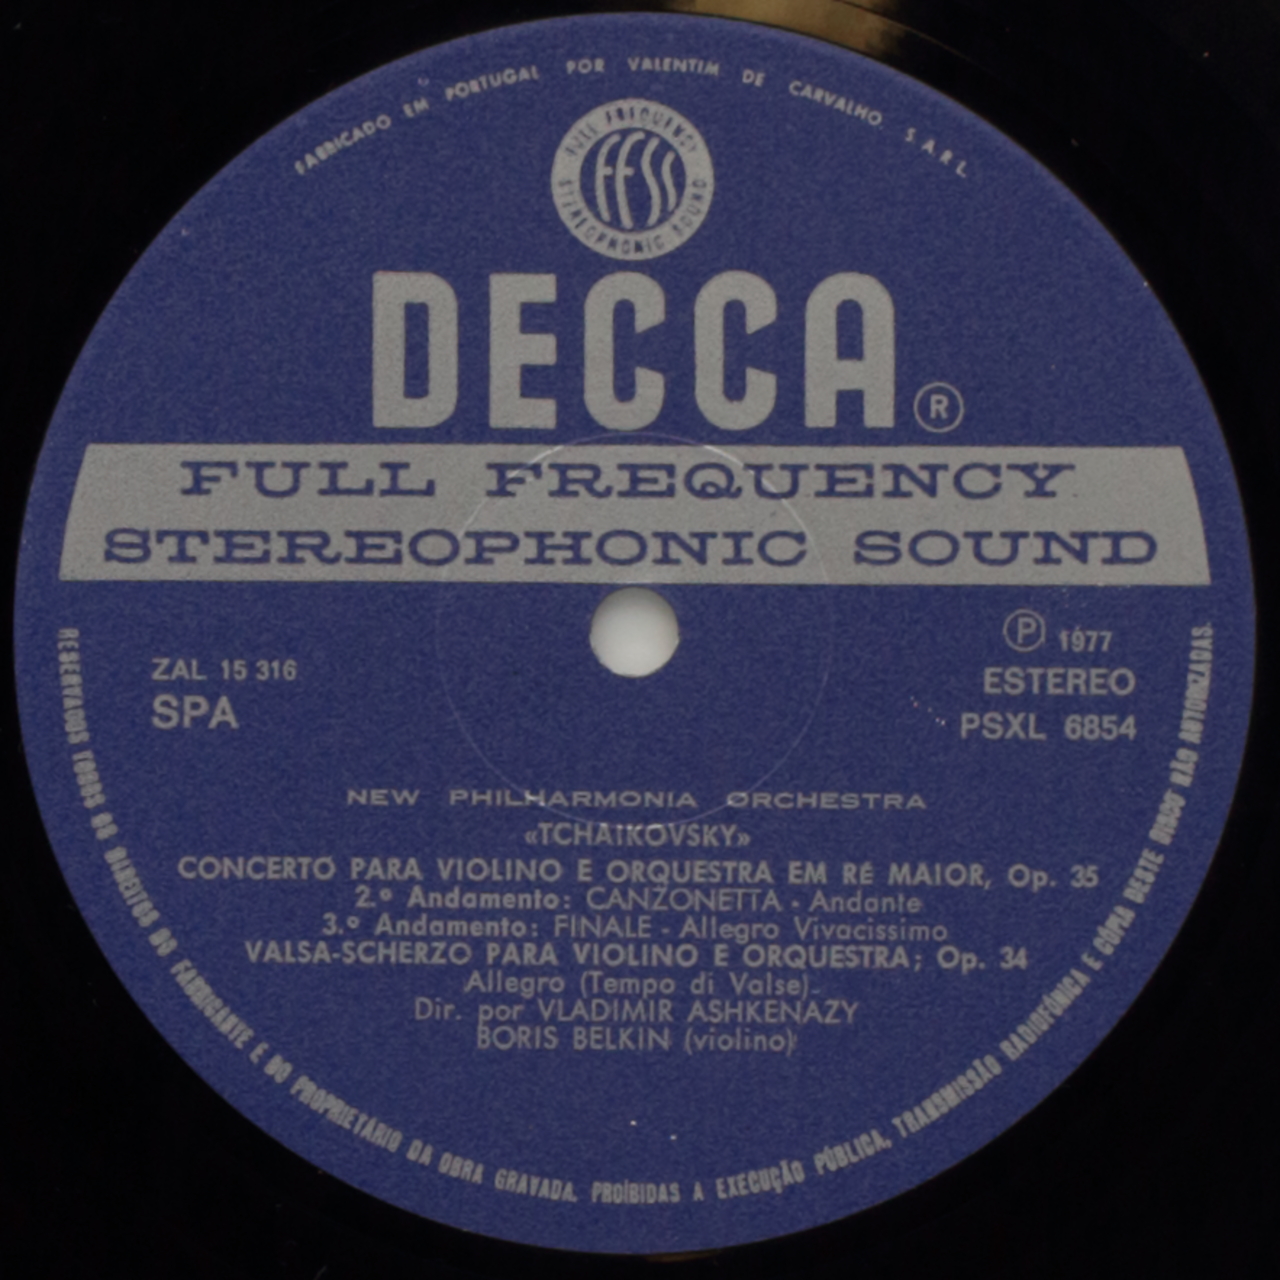 FABRICADO EM PORTUGAL POR VALENTIM DE CARVALHO S.A.R.L.
FULL FREQUENCY
FFSS
STEREOPHONIC SOUND
DECCA ®
FULL FREQUENCY
STEREOPHONIC SOUND
ZAL 15 316
SPA
Ⓟ 1977
ESTEREO
PSXL 6854
NEW PHILHARMONIA ORCHESTRA
«TCHAIKOVSKY»
CONCERTO PARA VIOLINO E ORQUESTRA EM RÉ MAIOR, Op. 35
2.º Andamento: CANZONETTA - Andante
3.º Andamento: FINALE - Allegro Vivacissimo
VALSA-SCHERZO PARA VIOLINO E ORQUESTRA; Op. 34
Allegro (Tempo di Valse)
Dir. por VLADIMIR ASHKENAZY
BORIS BELKIN (violino)
RESERVADOS TODOS OS DIREITOS DO FABRICANTE E DO PROPRIETÁRIO DA OBRA GRAVADA. PROÍBIDAS A EXECUÇÃO PÚBLICA, TRANSMISSÃO RADIOFÓNICA E CÓPIA DESTE DISCO NÃO AUTORIZADAS.